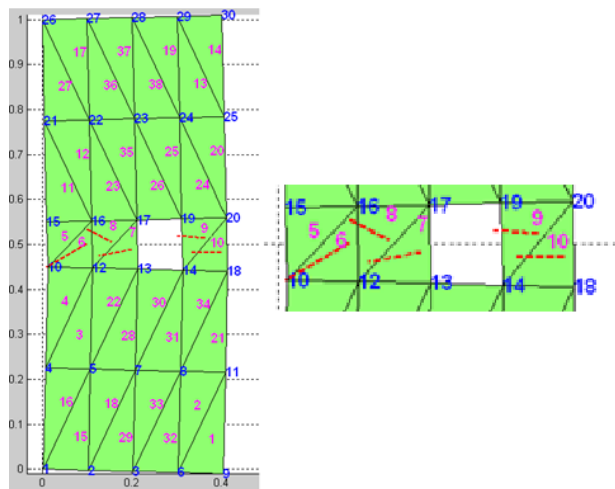 1 26 27 28 29 30
17 37 19 14
0.9
27 36 38 13
0.8
21 22 23 24 25
0.7 12 35 25 20
11 23 26 24
0.6
15 16 17 19 20
5 8 7 9
0.5 6 10
10 12 13 14 18
0.4 4 22 30 34
0.3 3 28 31 21
4 5 7 8 11
0.2
16 18 33 2
0.1 15 29 32 1
0 1 2 3 6 9
0 0.2 0.4
15 16 17 19 20
5 8 7 9
6 10
10 12 13 14 18